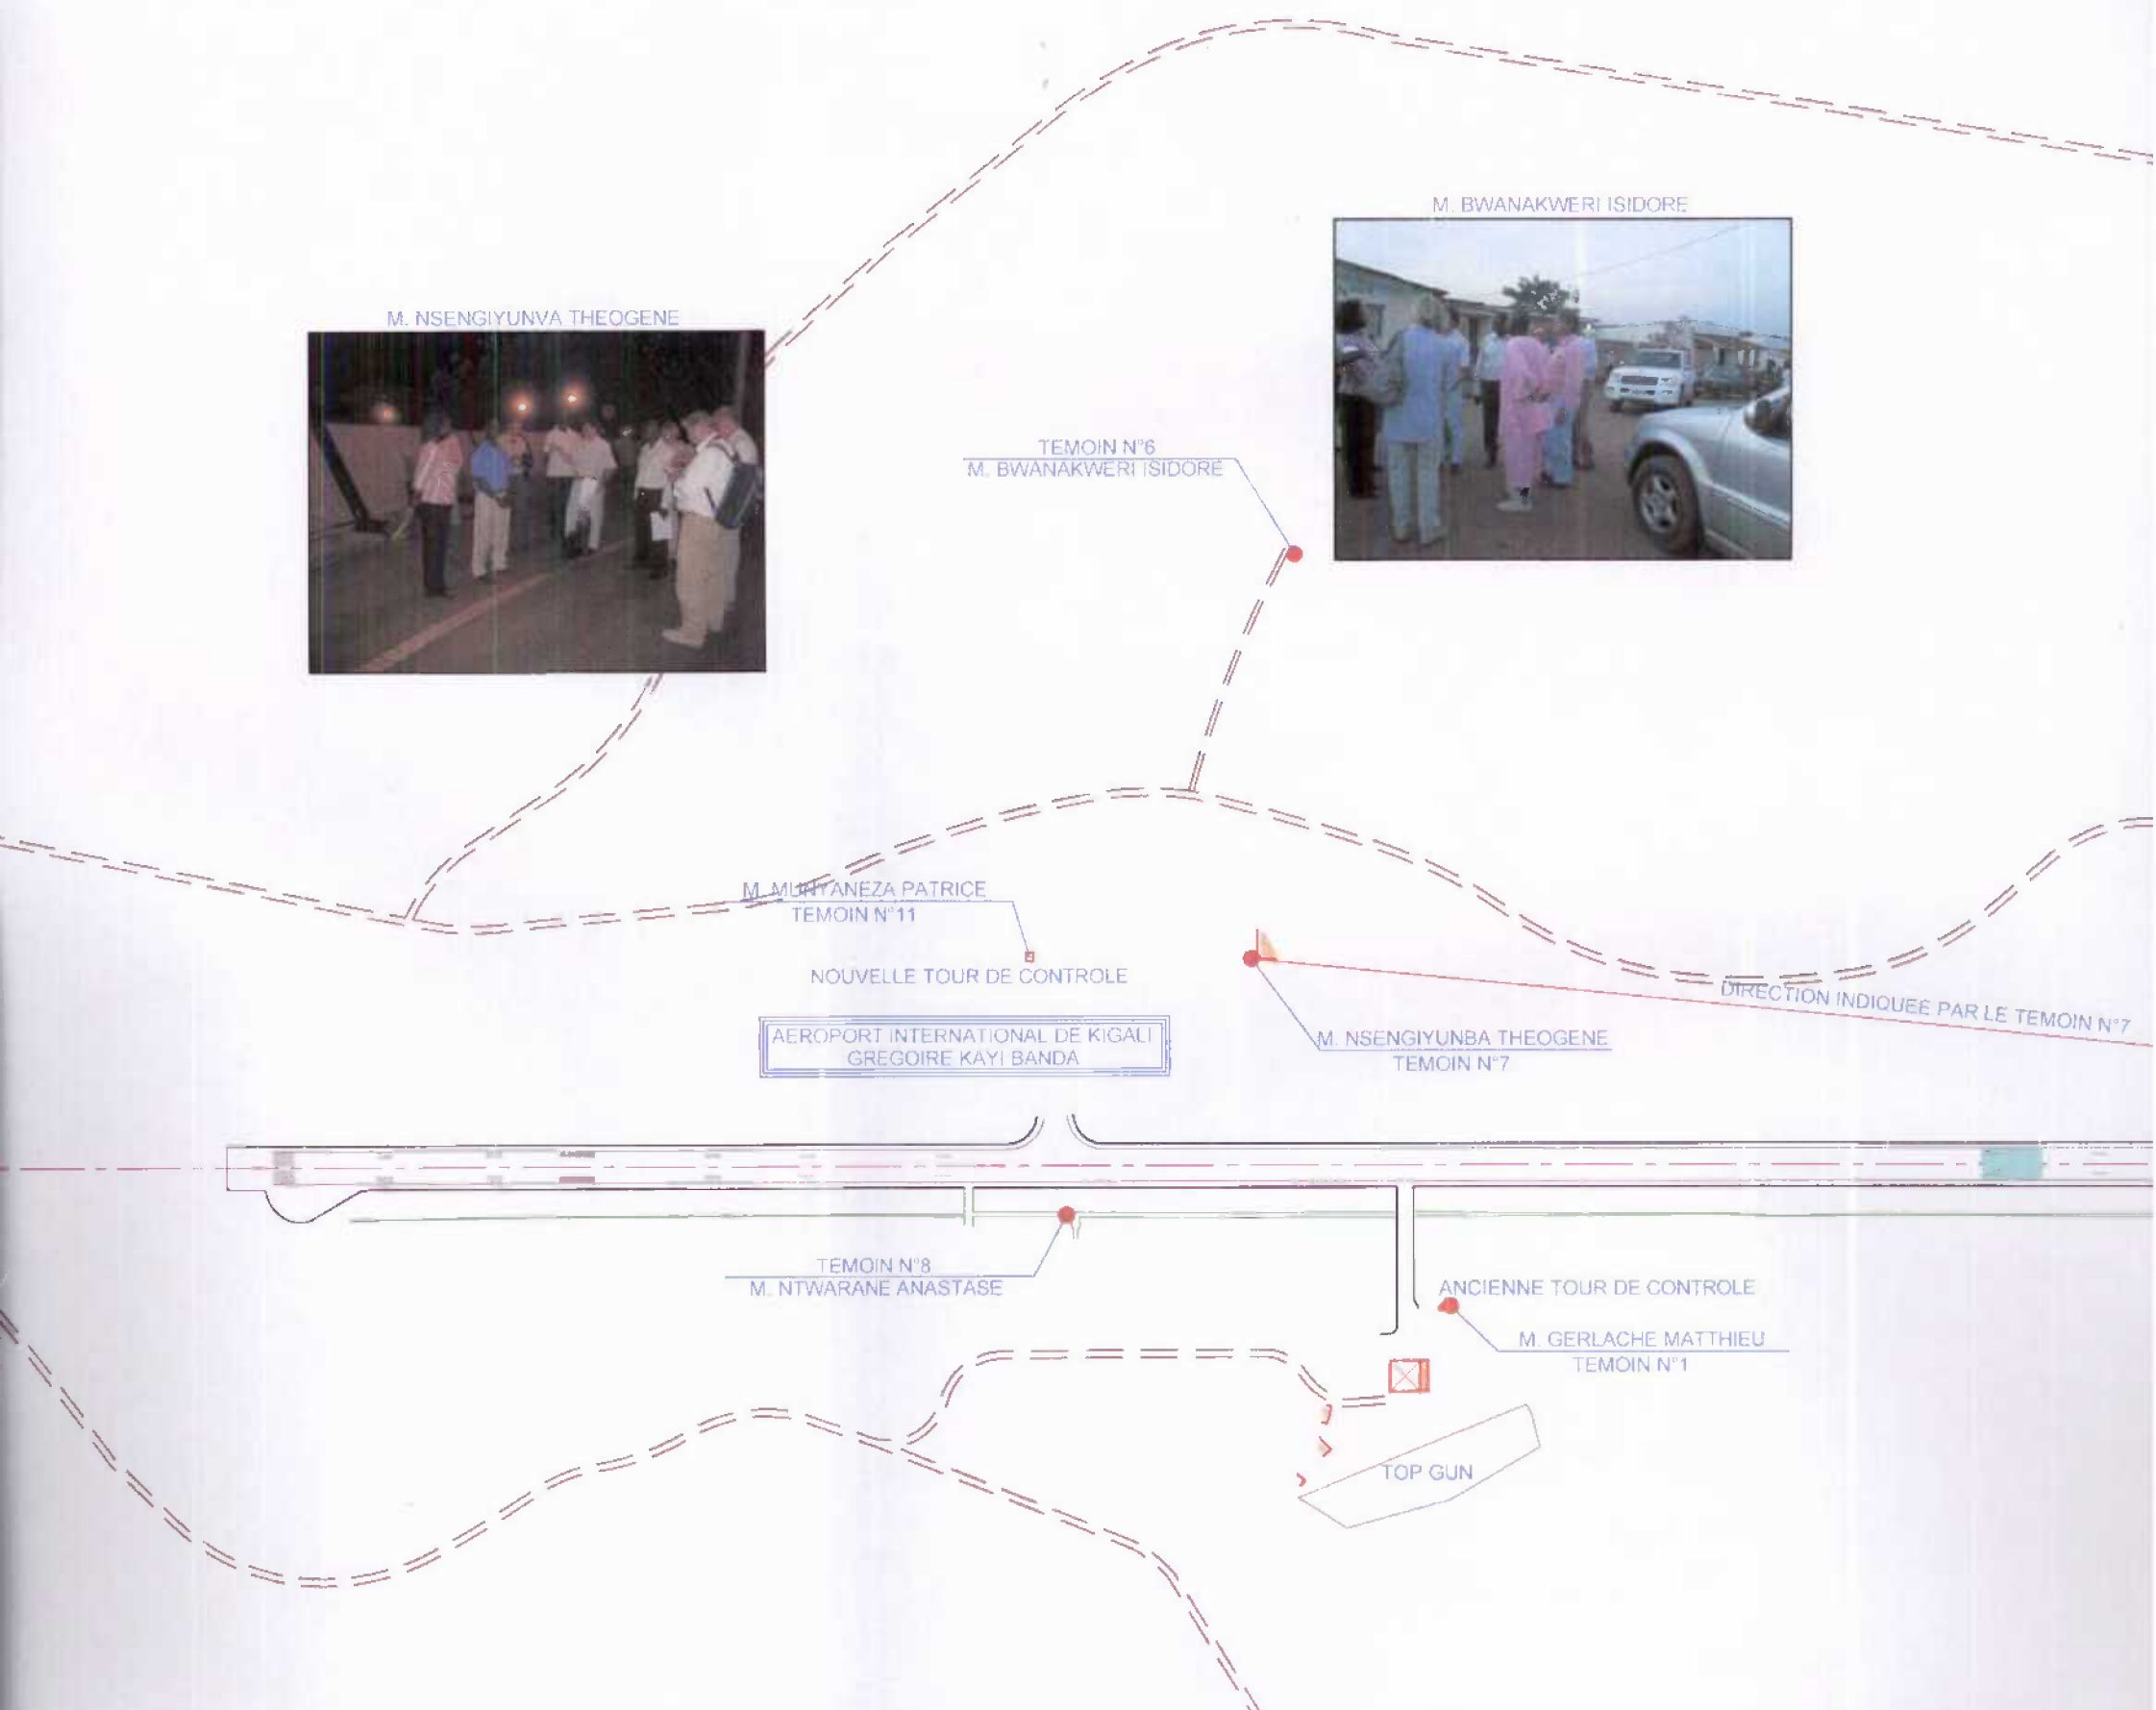 M. BWANAKWERI ISIDORE
M. NSENGIYUNVA THEOGENE
TEMOIN N°6
M. BWANAKWERI ISIDORE
M. MUNYANEZA PATRICE
TEMOIN N°11
NOUVELLE TOUR DE CONTROLE
DIRECTION INDIQUEE PAR LE TEMOIN N°7
AEROPORT INTERNATIONAL DE KIGALI
GREGOIRE KAYI BANDA
M. NSENGIYUNBA THEOGENE
TEMOIN N°7
TEMOIN N°8
M. NTWARANE ANASTASE
ANCIENNE TOUR DE CONTROLE
M. GERLACHE MATTHIEU
TEMOIN N°1
TOP GUN